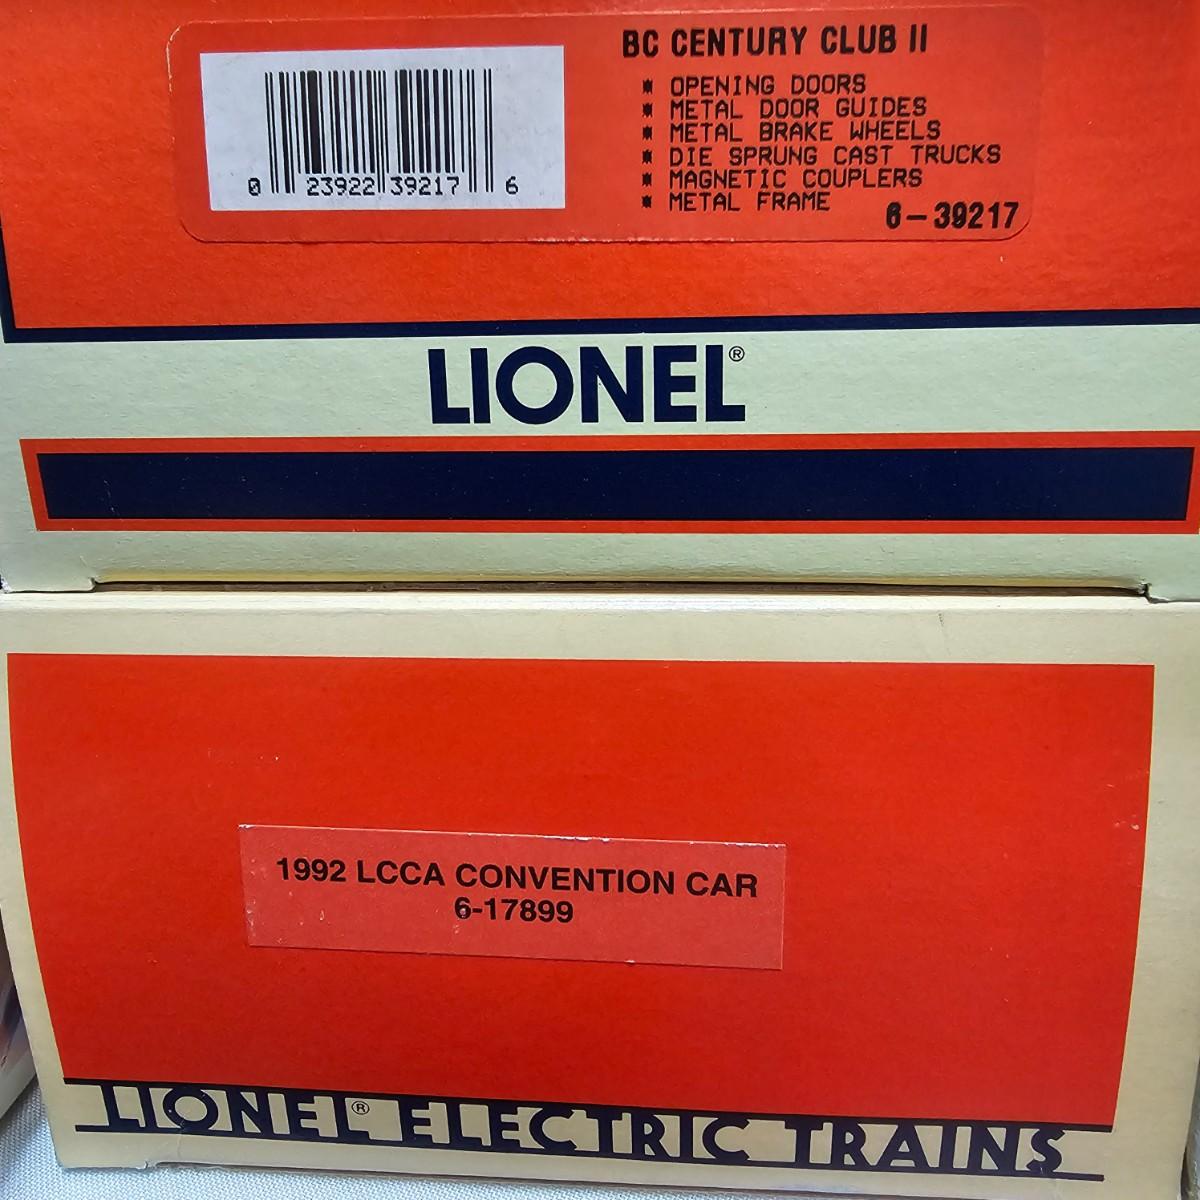 BC CENTURY CLUB II
* OPENING DOORS
* METAL DOOR GUIDES
* METAL BRAKE WHEELS
* DIE SPRUNG CAST TRUCKS
* MAGNETIC COUPLERS
* METAL FRAME
6-39217
0 23922 39217 6
LIONEL®
1992 LCCA CONVENTION CAR
6-17899
LIONEL® ELECTRIC TRAINS